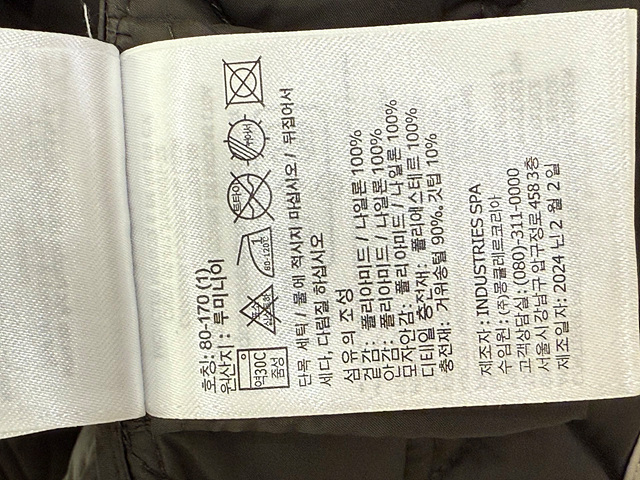 호칭: 80-170 (1)
원산지 : 루미니아
약30C
중성
80-120C
단목 세탁 / 물에 적시지 마십시오 / 뒤집어서
세다, 다림질 하십시오
섬유의 조성
겉감: 폴리아미드 / 나일론 100%
안감: 폴리아미드 / 나일론 100%
모자안감: 폴리아미드 / 나일론 100%
디테일 충전재: 폴리에스테르 100%
충전재: 거위솜털 90%. 깃털 10%
제조자 : INDUSTRIES SPA
수임원 : (주)몽클레르코리아
고객상담실 : (080)-311-0000
서울시 강남구 압구정로 458 3층
제조일자: 2024 년 2 월 2 일